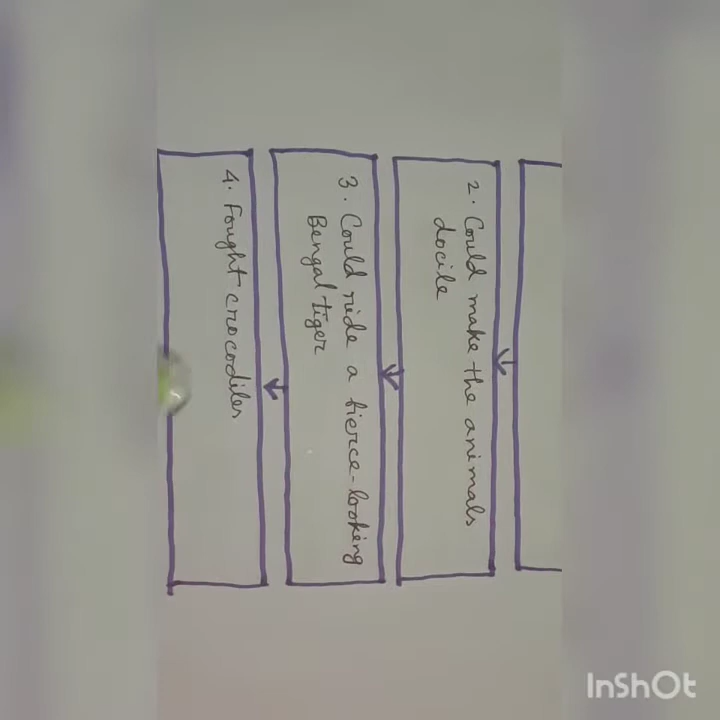 2. Could make the animals
docile
3. Could ride a fierce-looking
Bengal tiger
4. Fought crocodiles
InShOt